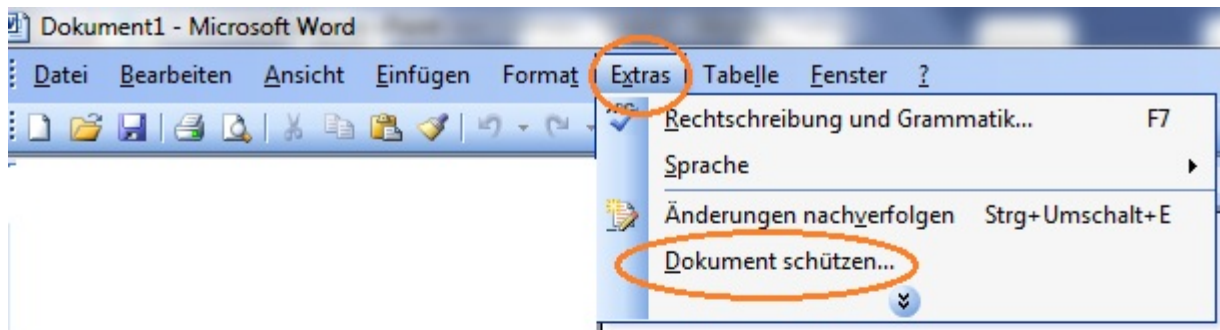 Dokument1 - Microsoft Word
Datei Bearbeiten Ansicht Einfügen Format Extras Tabelle Fenster ?
Rechtschreibung und Grammatik... F7
Sprache
Änderungen nachverfolgen Strg+Umschalt+E
Dokument schützen...